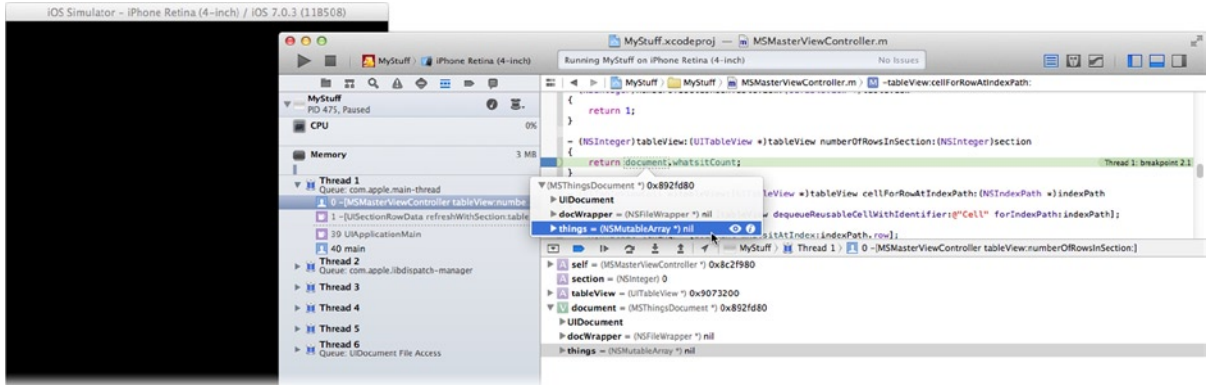 iOS Simulator – iPhone Retina (4-inch) / iOS 7.0.3 (11B508)
MyStuff.xcodeproj — MSMasterViewController.m
MyStuff iPhone Retina (4-inch)
Running MyStuff on iPhone Retina (4-inch)
No Issues
MyStuff
PID 475, Paused
CPU 0%
Memory 3 MB
Thread 1
Queue: com.apple.main-thread
0 -[MSMasterViewController tableView:numbe
1 -[UISectionRowData refreshWithSection:table
39 UIApplicationMain
40 main
Thread 2
Queue: com.apple.libdispatch-manager
Thread 3
Thread 4
Thread 5
Thread 6
Queue: UIDocument File Access
MyStuff MyStuff MSMasterViewController.m -tableView:cellForRowAtIndexPath:
{
return 1;
}
- (NSInteger)tableView:(UITableView *)tableView numberOfRowsInSection:(NSInteger)section
{
return document.whatsitCount;
Thread 1: breakpoint 2.1
}
(MSThingsDocument *) 0x892fd80
UIDocument
docWrapper = (NSFileWrapper *) nil
things = (NSMutableArray *) nil
*)tableView cellForRowAtIndexPath:(NSIndexPath *)indexPath
dequeueReusableCellWithIdentifier:@"Cell" forIndexPath:indexPath];
sitAtIndex:indexPath.row];
MyStuff Thread 1 0 -[MSMasterViewController tableView:numberOfRowsInSection:]
A self = (MSMasterViewController *) 0x8c2f980
A section = (NSInteger) 0
A tableView = (UITableView *) 0x9073200
V document = (MSThingsDocument *) 0x892fd80
UIDocument
docWrapper = (NSFileWrapper *) nil
things = (NSMutableArray *) nil